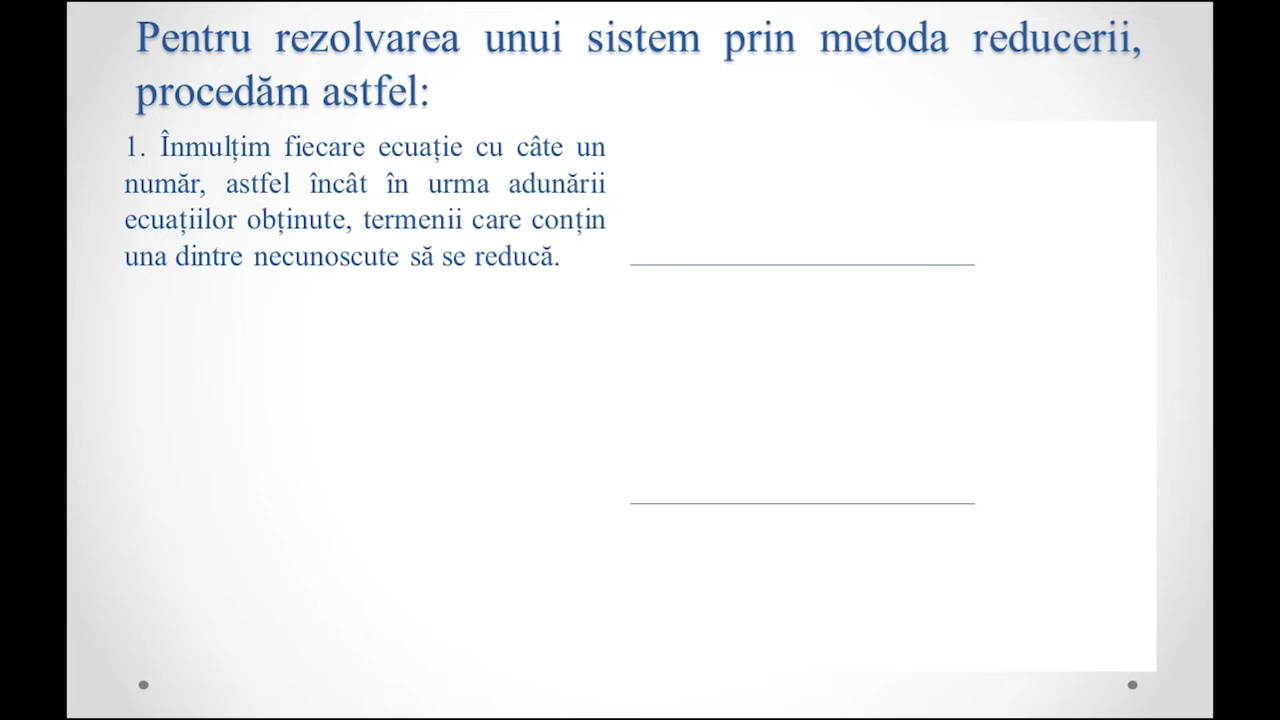 Pentru rezolvarea unui sistem prin metoda reducerii,
procedăm astfel:
1. Înmulțim fiecare ecuație cu câte un
număr, astfel încât în urma adunării
ecuațiilor obținute, termenii care conțin
una dintre necunoscute să se reducă.